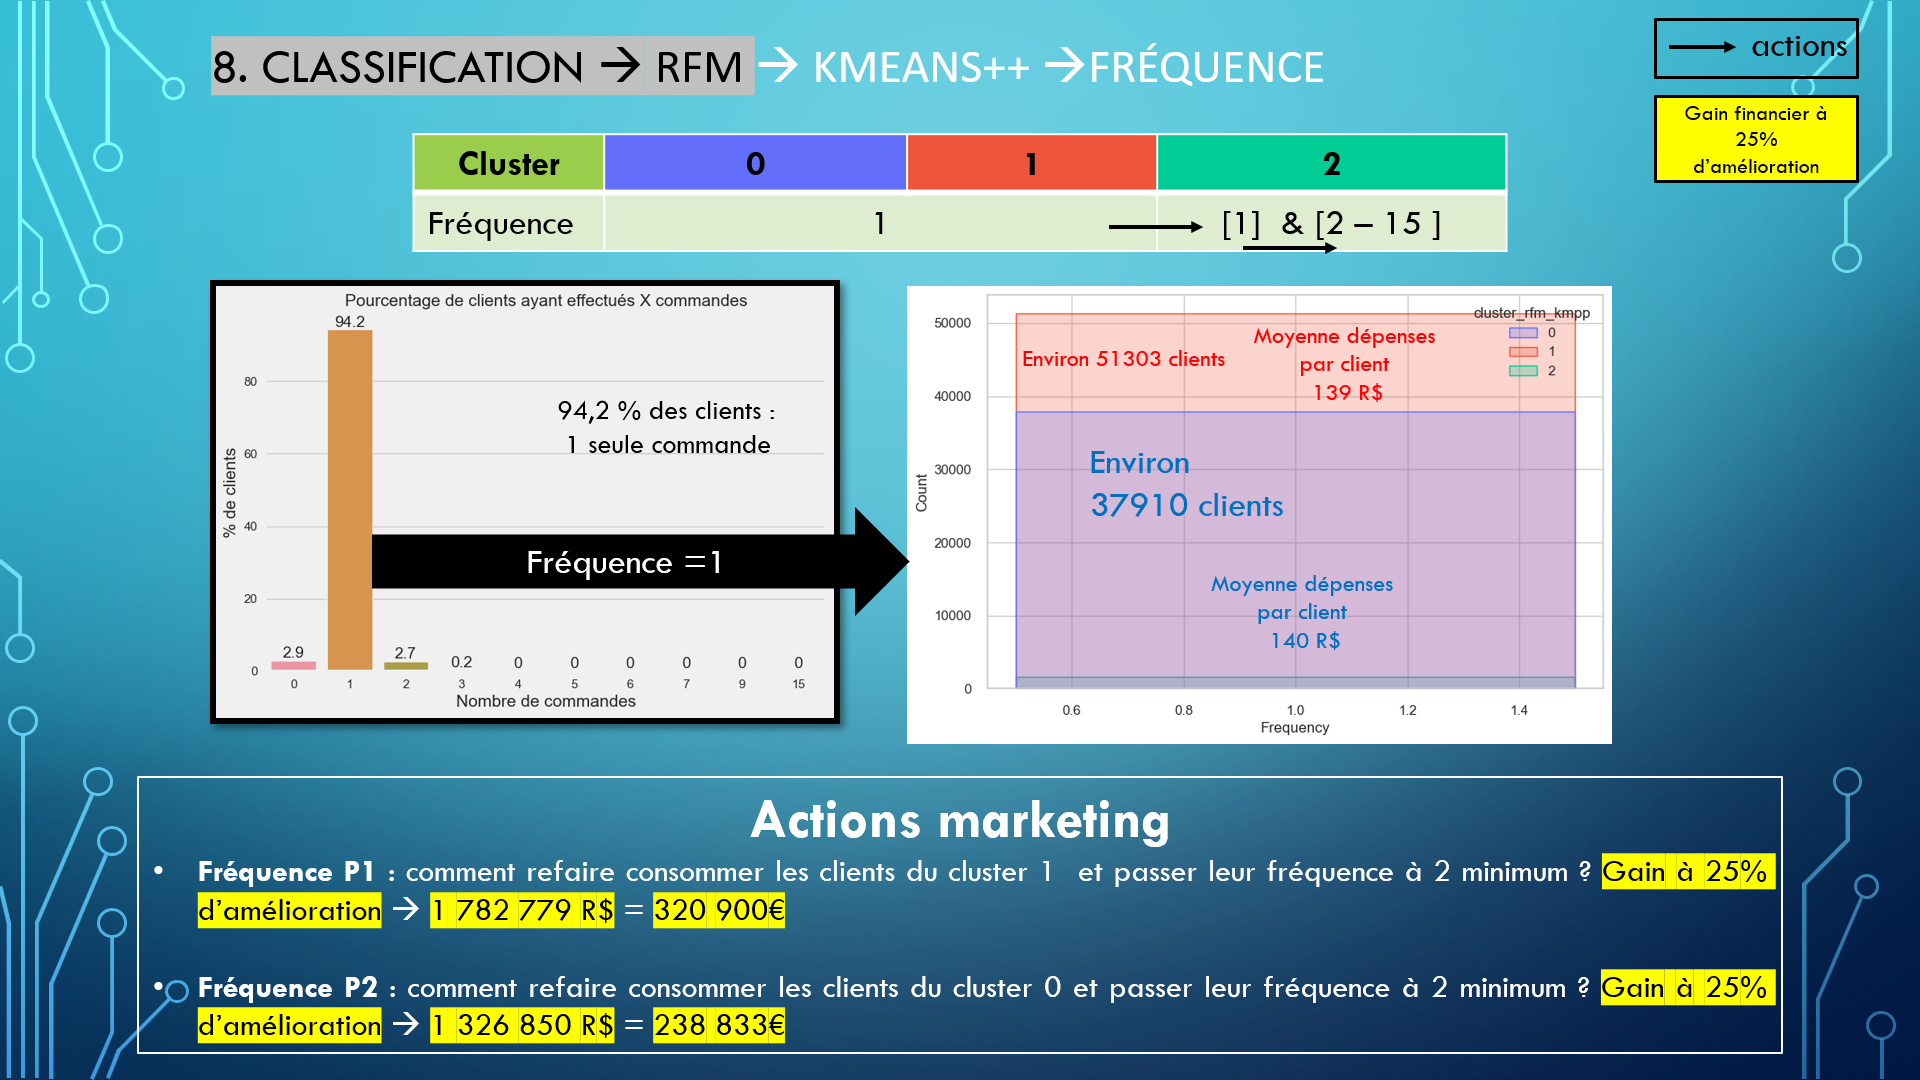 8. CLASSIFICATION → RFM → KMEANS++ →FRÉQUENCE
actions
Gain financier à
25%
d’amélioration
Cluster 0 1 2
Fréquence 1 [1] & [2 – 15 ]
Pourcentage de clients ayant effectués X commandes
94.2
80
60
40
20
0
% de clients
94,2 % des clients :
1 seule commande
Fréquence =1
2.9 2.7 0.2 0 0 0 0 0 0
0 1 2 3 4 5 6 7 9 15
Nombre de commandes
cluster_rfm_kmpp
0
1
2
50000
40000
30000
20000
10000
0
Count
Environ 51303 clients
Moyenne dépenses
par client
139 R$
Environ
37910 clients
Moyenne dépenses
par client
140 R$
0.6 0.8 1.0 1.2 1.4
Frequency
Actions marketing
• Fréquence P1 : comment refaire consommer les clients du cluster 1 et passer leur fréquence à 2 minimum ? Gain à 25%
d’amélioration → 1 782 779 R$ = 320 900€
• Fréquence P2 : comment refaire consommer les clients du cluster 0 et passer leur fréquence à 2 minimum ? Gain à 25%
d’amélioration → 1 326 850 R$ = 238 833€